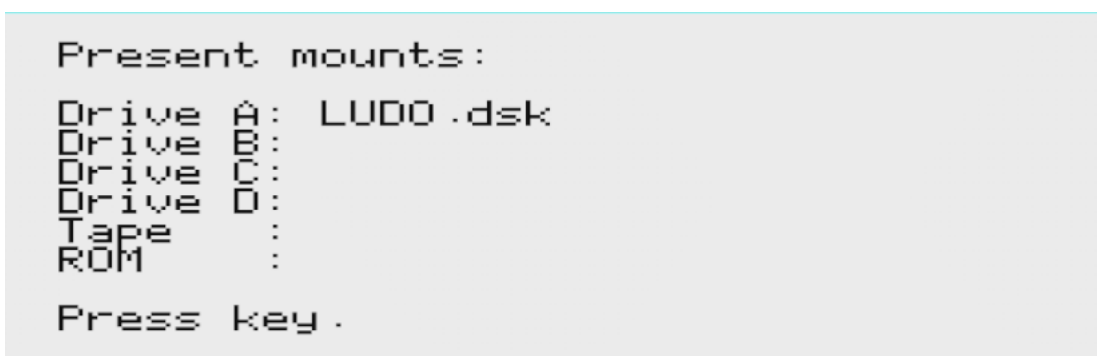 Present mounts:
Drive A: LUDO.dsk
Drive B:
Drive C:
Drive D:
Tape :
ROM :
Press key.